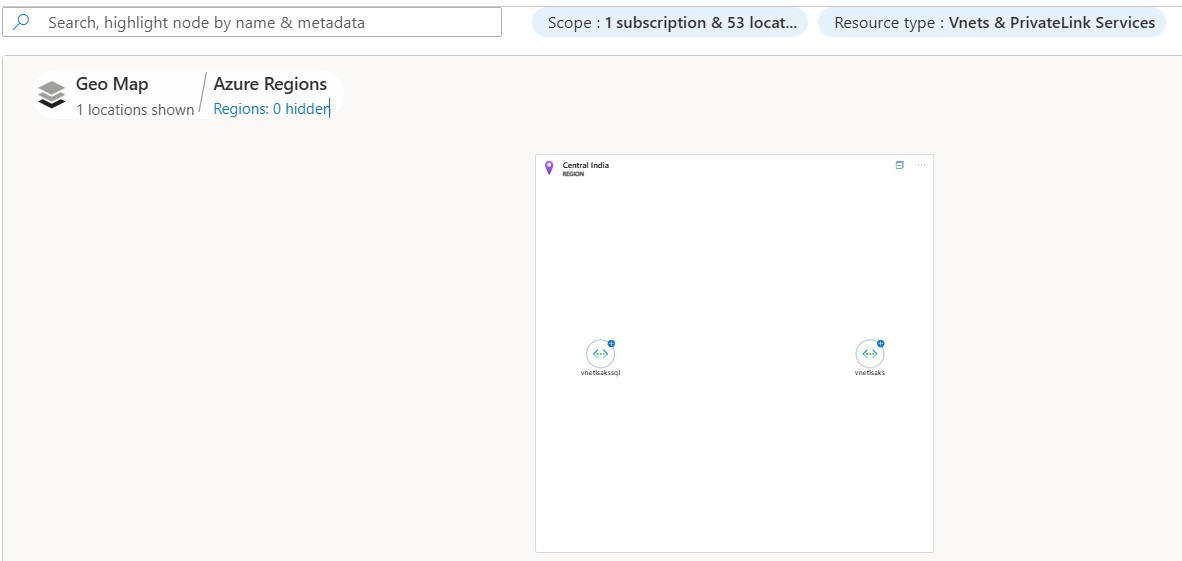 Search, highlight node by name & metadata
Scope : 1 subscription & 53 locat...
Resource type : Vnets & PrivateLink Services
Geo Map
1 locations shown
Azure Regions
Regions: 0 hidden
Central India
REGION
vnetlsakssql
vnetlsaks